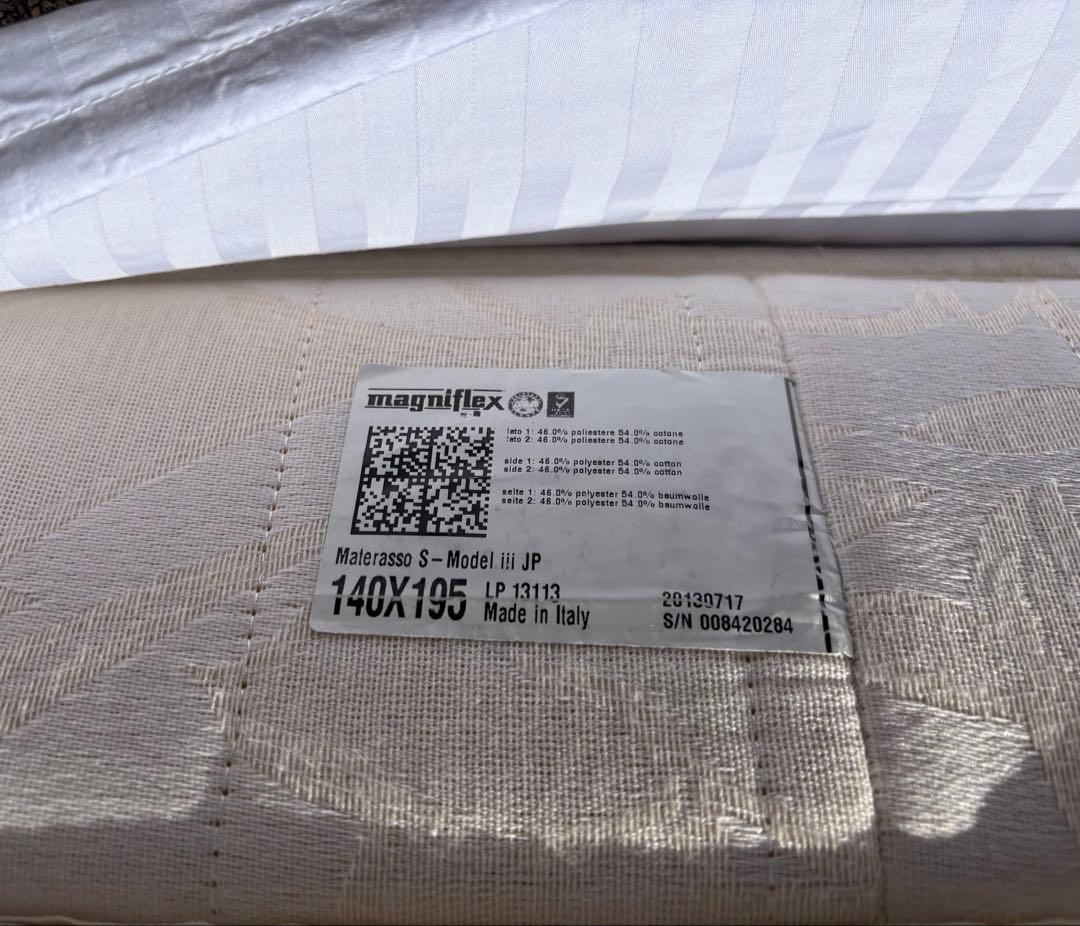 magniflex
lato 1: 46.0% poliestere 54.0% cotone
lato 2: 46.0% poliestere 54.0% cotone
side 1: 46.0% polyester 54.0% cotton
side 2: 46.0% polyester 54.0% cotton
seite 1: 46.0% polyester 54.0% baumwolle
seite 2: 46.0% polyester 54.0% baumwolle
Materasso S-Model iii JP
140X195
LP 13113
Made in Italy
20130717
S/N 008420284